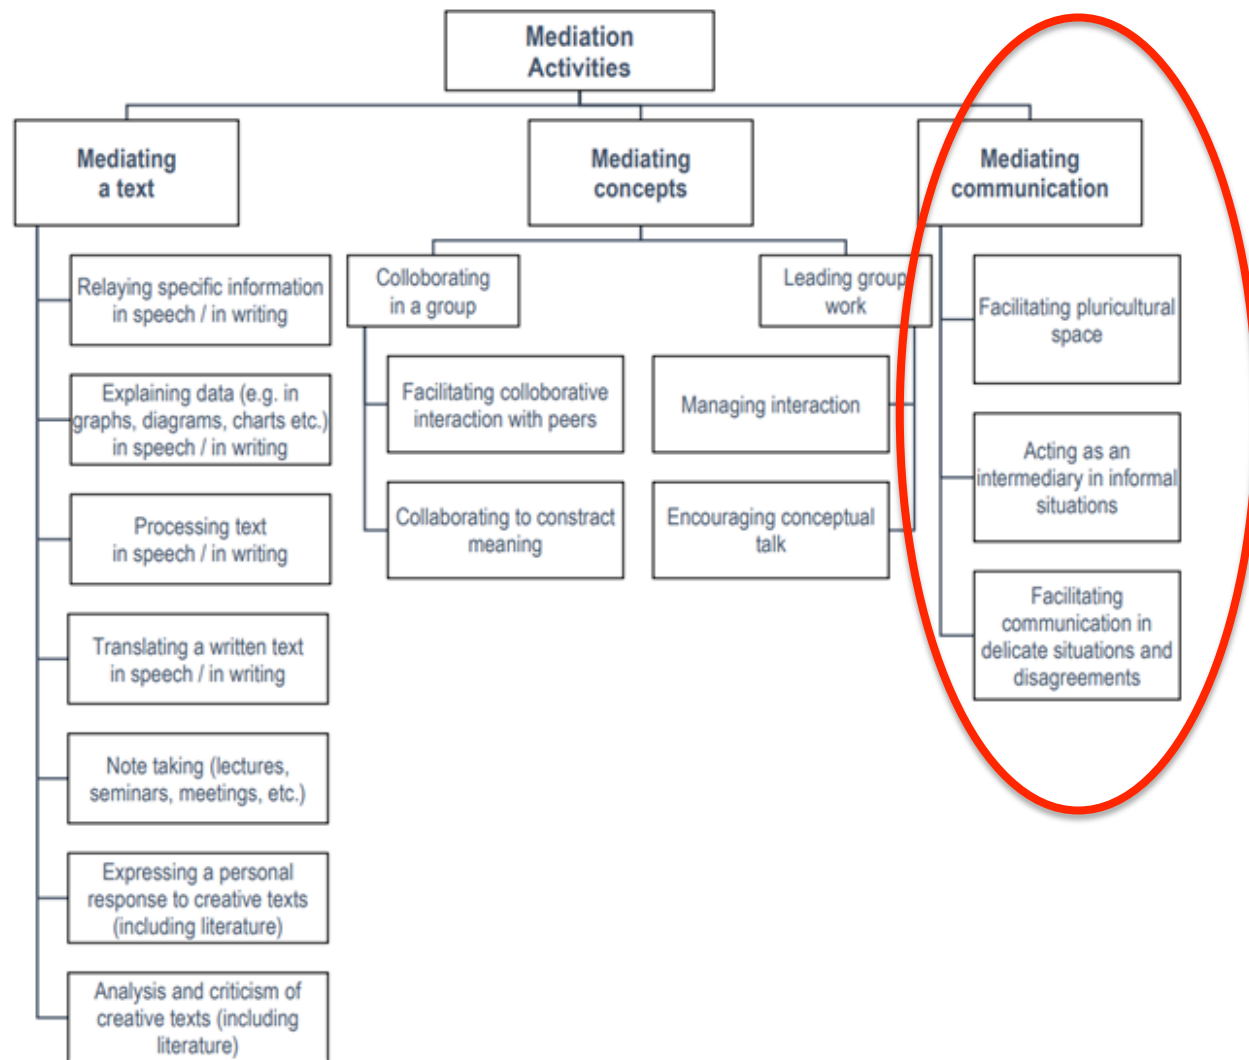 Mediation
Activities
Mediating
a text
Mediating
concepts
Mediating
communication
Relaying specific information
in speech / in writing
Explaining data (e.g. in
graphs, diagrams, charts etc.)
in speech / in writing
Processing text
in speech / in writing
Translating a written text
in speech / in writing
Note taking (lectures,
seminars, meetings, etc.)
Expressing a personal
response to creative texts
(including literature)
Analysis and criticism of
creative texts (including
literature)
Colloborating
in a group
Facilitating colloborative
interaction with peers
Collaborating to constract
meaning
Leading group
work
Managing interaction
Encouraging conceptual
talk
Facilitating pluricultural
space
Acting as an
intermediary in informal
situations
Facilitating
communication in
delicate situations and
disagreements